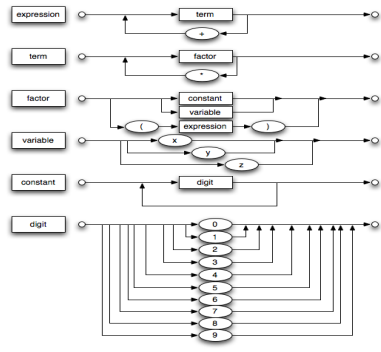 expression term
+
term factor
*
factor constant
variable
( expression )
variable x
y
z
constant digit
digit 0
1
2
3
4
5
6
7
8
9